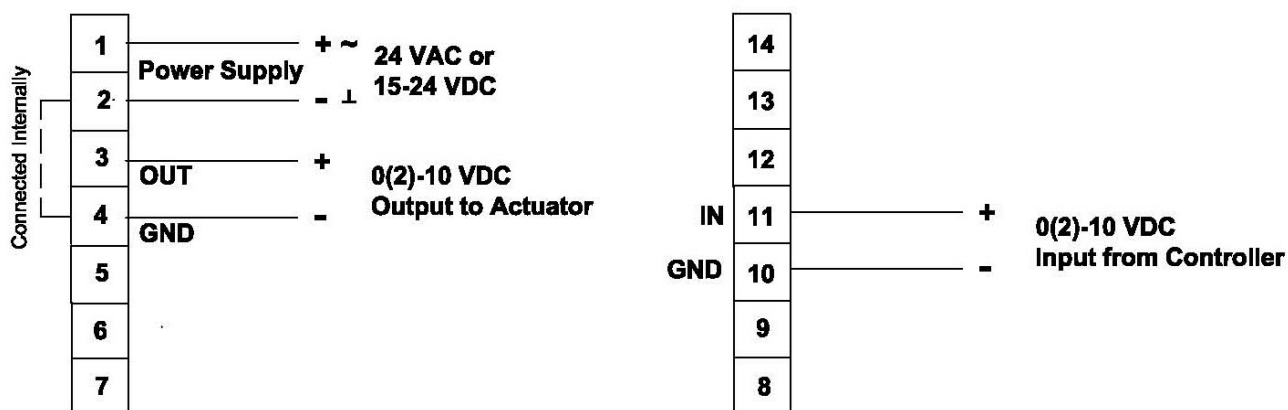 Connected Internally
1
Power Supply
+ ~
24 VAC or
15-24 VDC
2
- ⊥
3
OUT
+
0(2)-10 VDC
Output to Actuator
4
GND
-
5
6
7
14
13
12
IN
11
+
0(2)-10 VDC
Input from Controller
GND
10
-
9
8